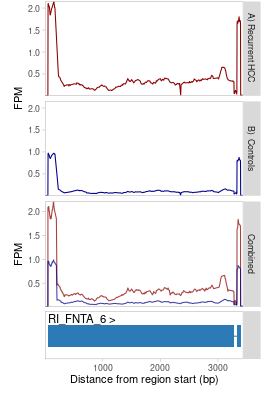 2.0
1.5
1.0
0.5
FPM
A) Recurrent HCC
2.0
1.5
1.0
0.5
B) Controls
2.0
1.5
1.0
0.5
FPM
Combined
RI_FNTA_6 >
1000 2000 3000
Distance from region start (bp)